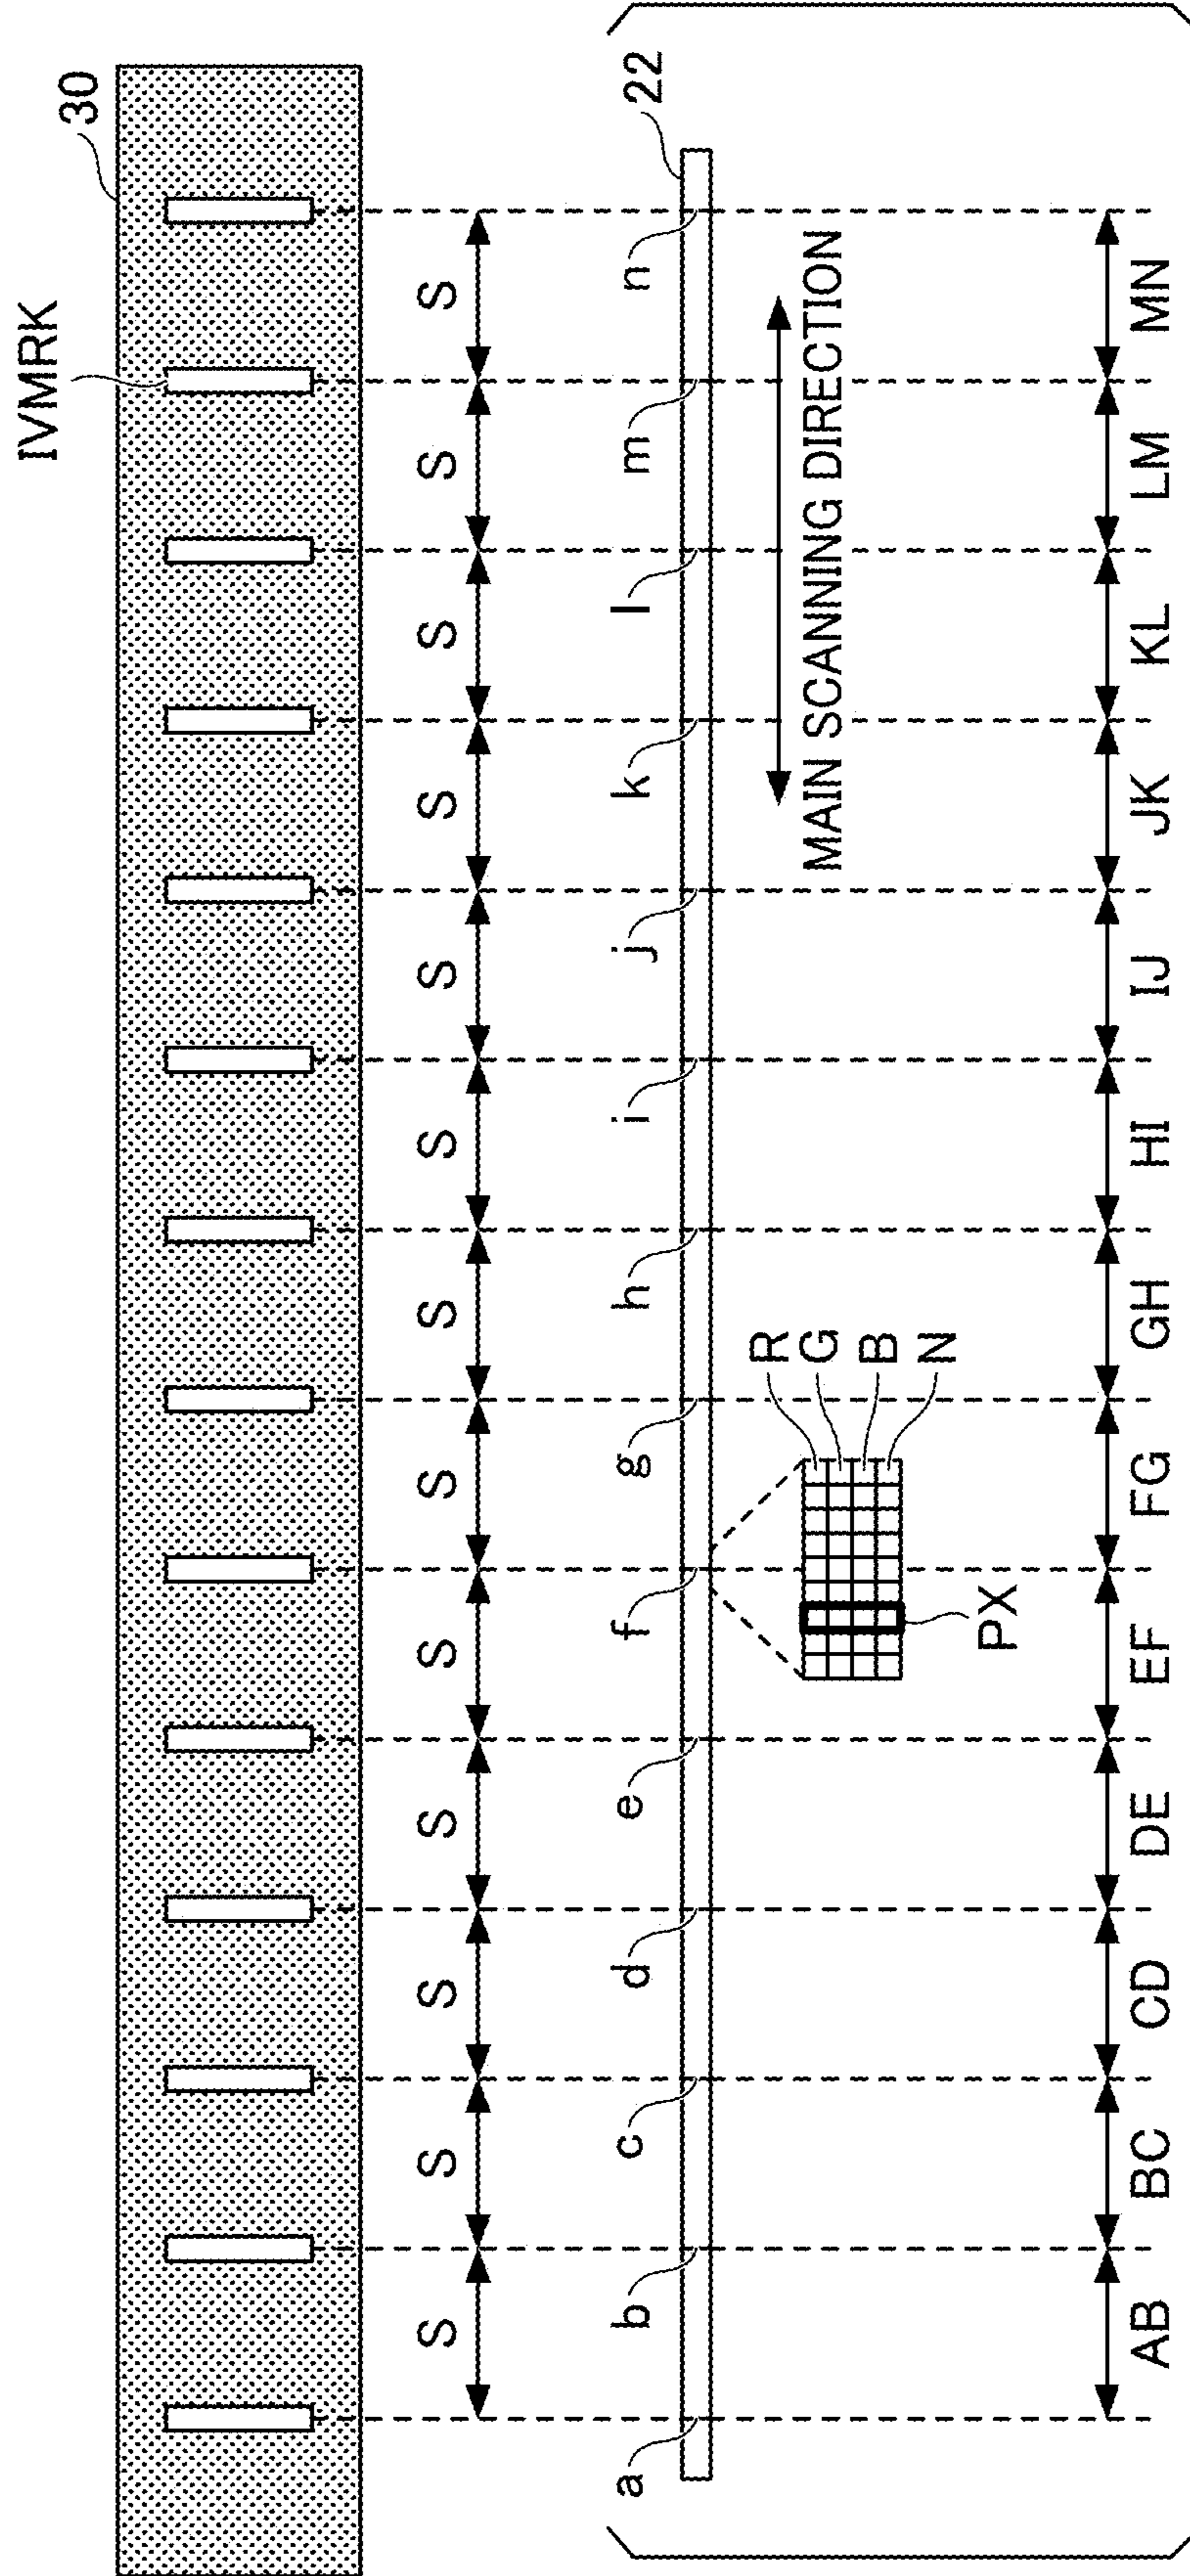 30
IVMRK
S S S S S S S S S S S S S
22
a b c d e f g h i j k l m n
MAIN SCANNING DIRECTION
R
G
B
N
PX
AB BC CD DE EF FG GH HI IJ JK KL LM MN